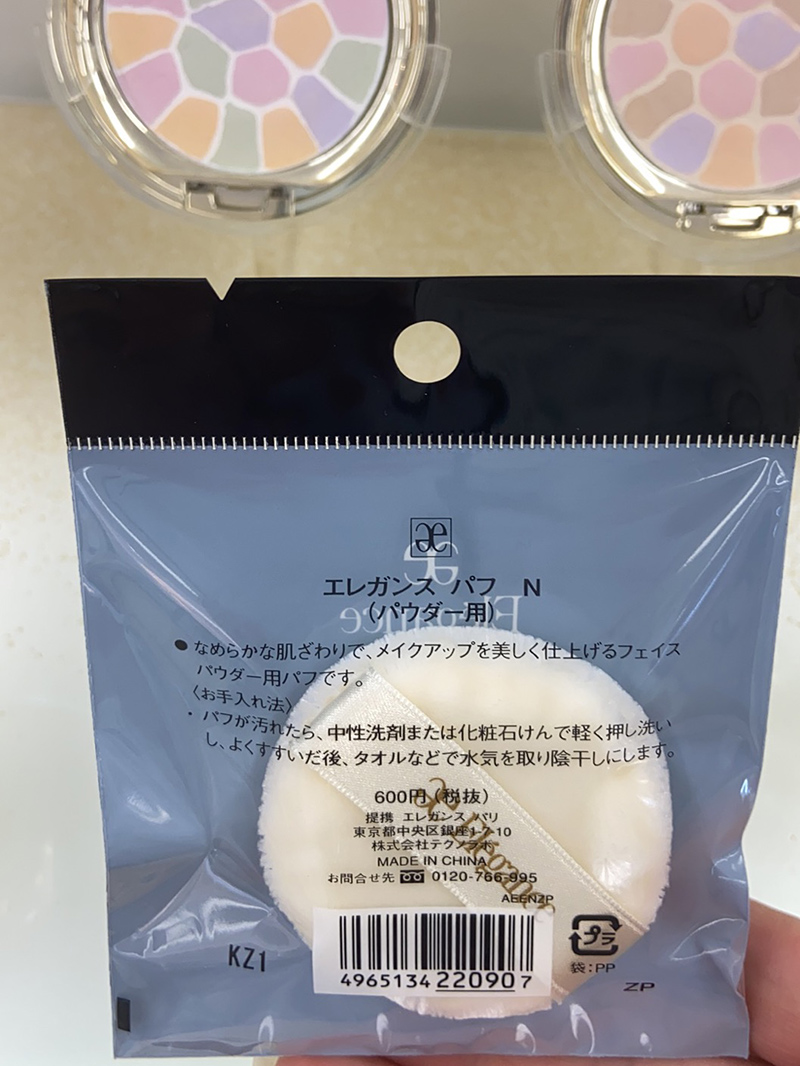 æ
エレガンス パフ N
（パウダー用）
● なめらかな肌ざわりで、メイクアップを美しく仕上げるフェイス
パウダー用パフです。
〈お手入れ法〉
・パフが汚れたら、中性洗剤または化粧石けんで軽く押し洗い
し、よくすすいだ後、タオルなどで水気を取り陰干しにします。
600円（税抜）
提携 エレガンス パリ
東京都中央区銀座1-7-10
株式会社テクノラボ
MADE IN CHINA
お問合せ先 0120-766-995
AEENZP
Elégance
KZ1
4965134220907
プラ
袋：PP
ZP